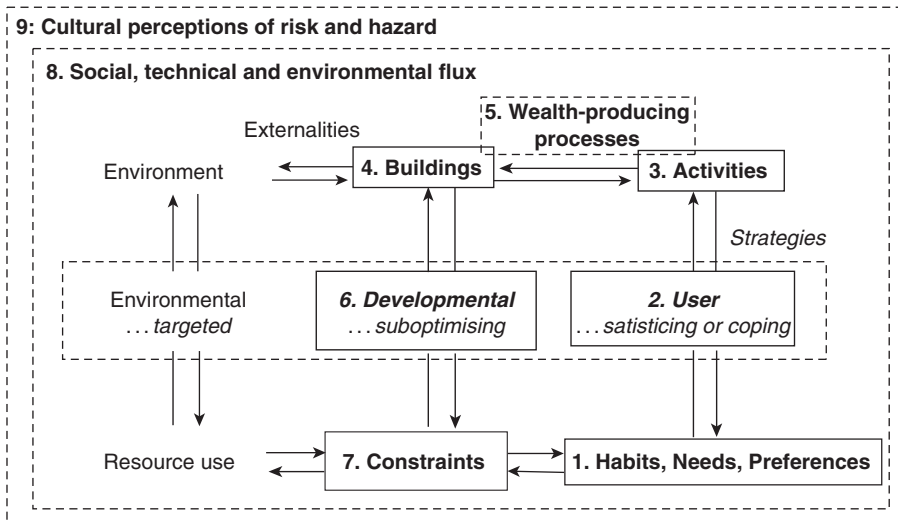 9: Cultural perceptions of risk and hazard
8. Social, technical and environmental flux
5. Wealth-producing
processes
Externalities
Environment
4. Buildings
3. Activities
Strategies
Environmental
...targeted
6. Developmental
...suboptimising
2. User
...satisticing or coping
Resource use
7. Constraints
1. Habits, Needs, Preferences